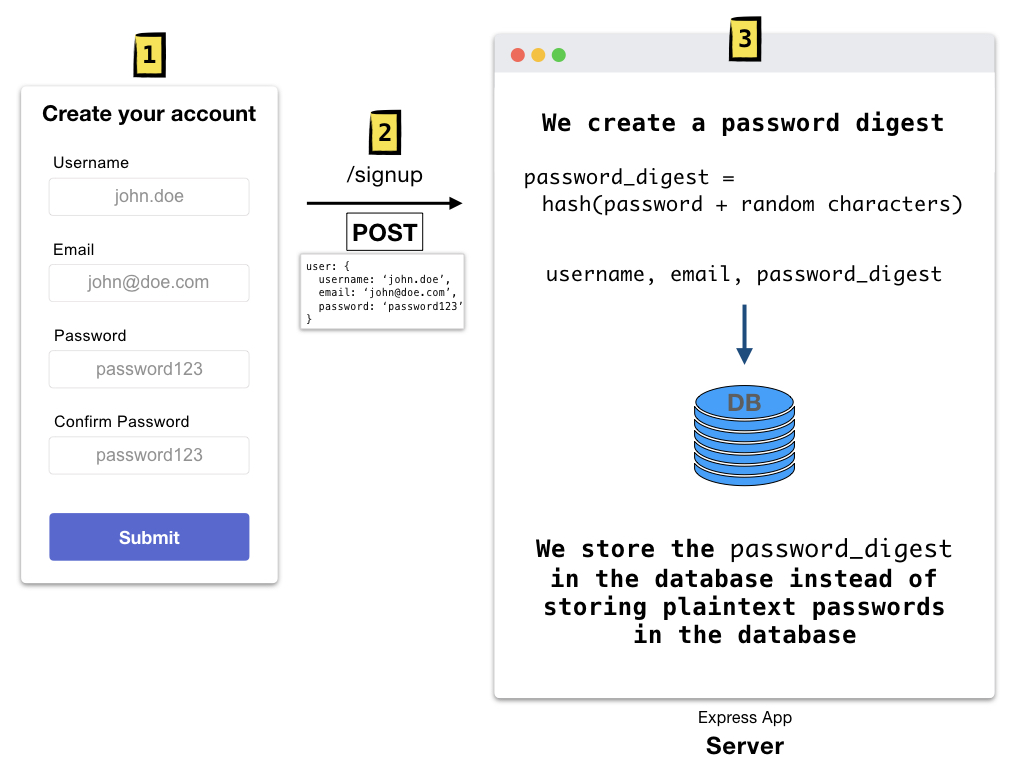 1
Create your account
Username
john.doe
Email
john@doe.com
Password
password123
Confirm Password
password123
Submit
2
/signup
POST
user: {
username: ‘john.doe’,
email: ‘john@doe.com’,
password: ‘password123’
}
3
We create a password digest
password_digest =
hash(password + random characters)
username, email, password_digest
DB
We store the password_digest
in the database instead of
storing plaintext passwords
in the database
Express App
Server